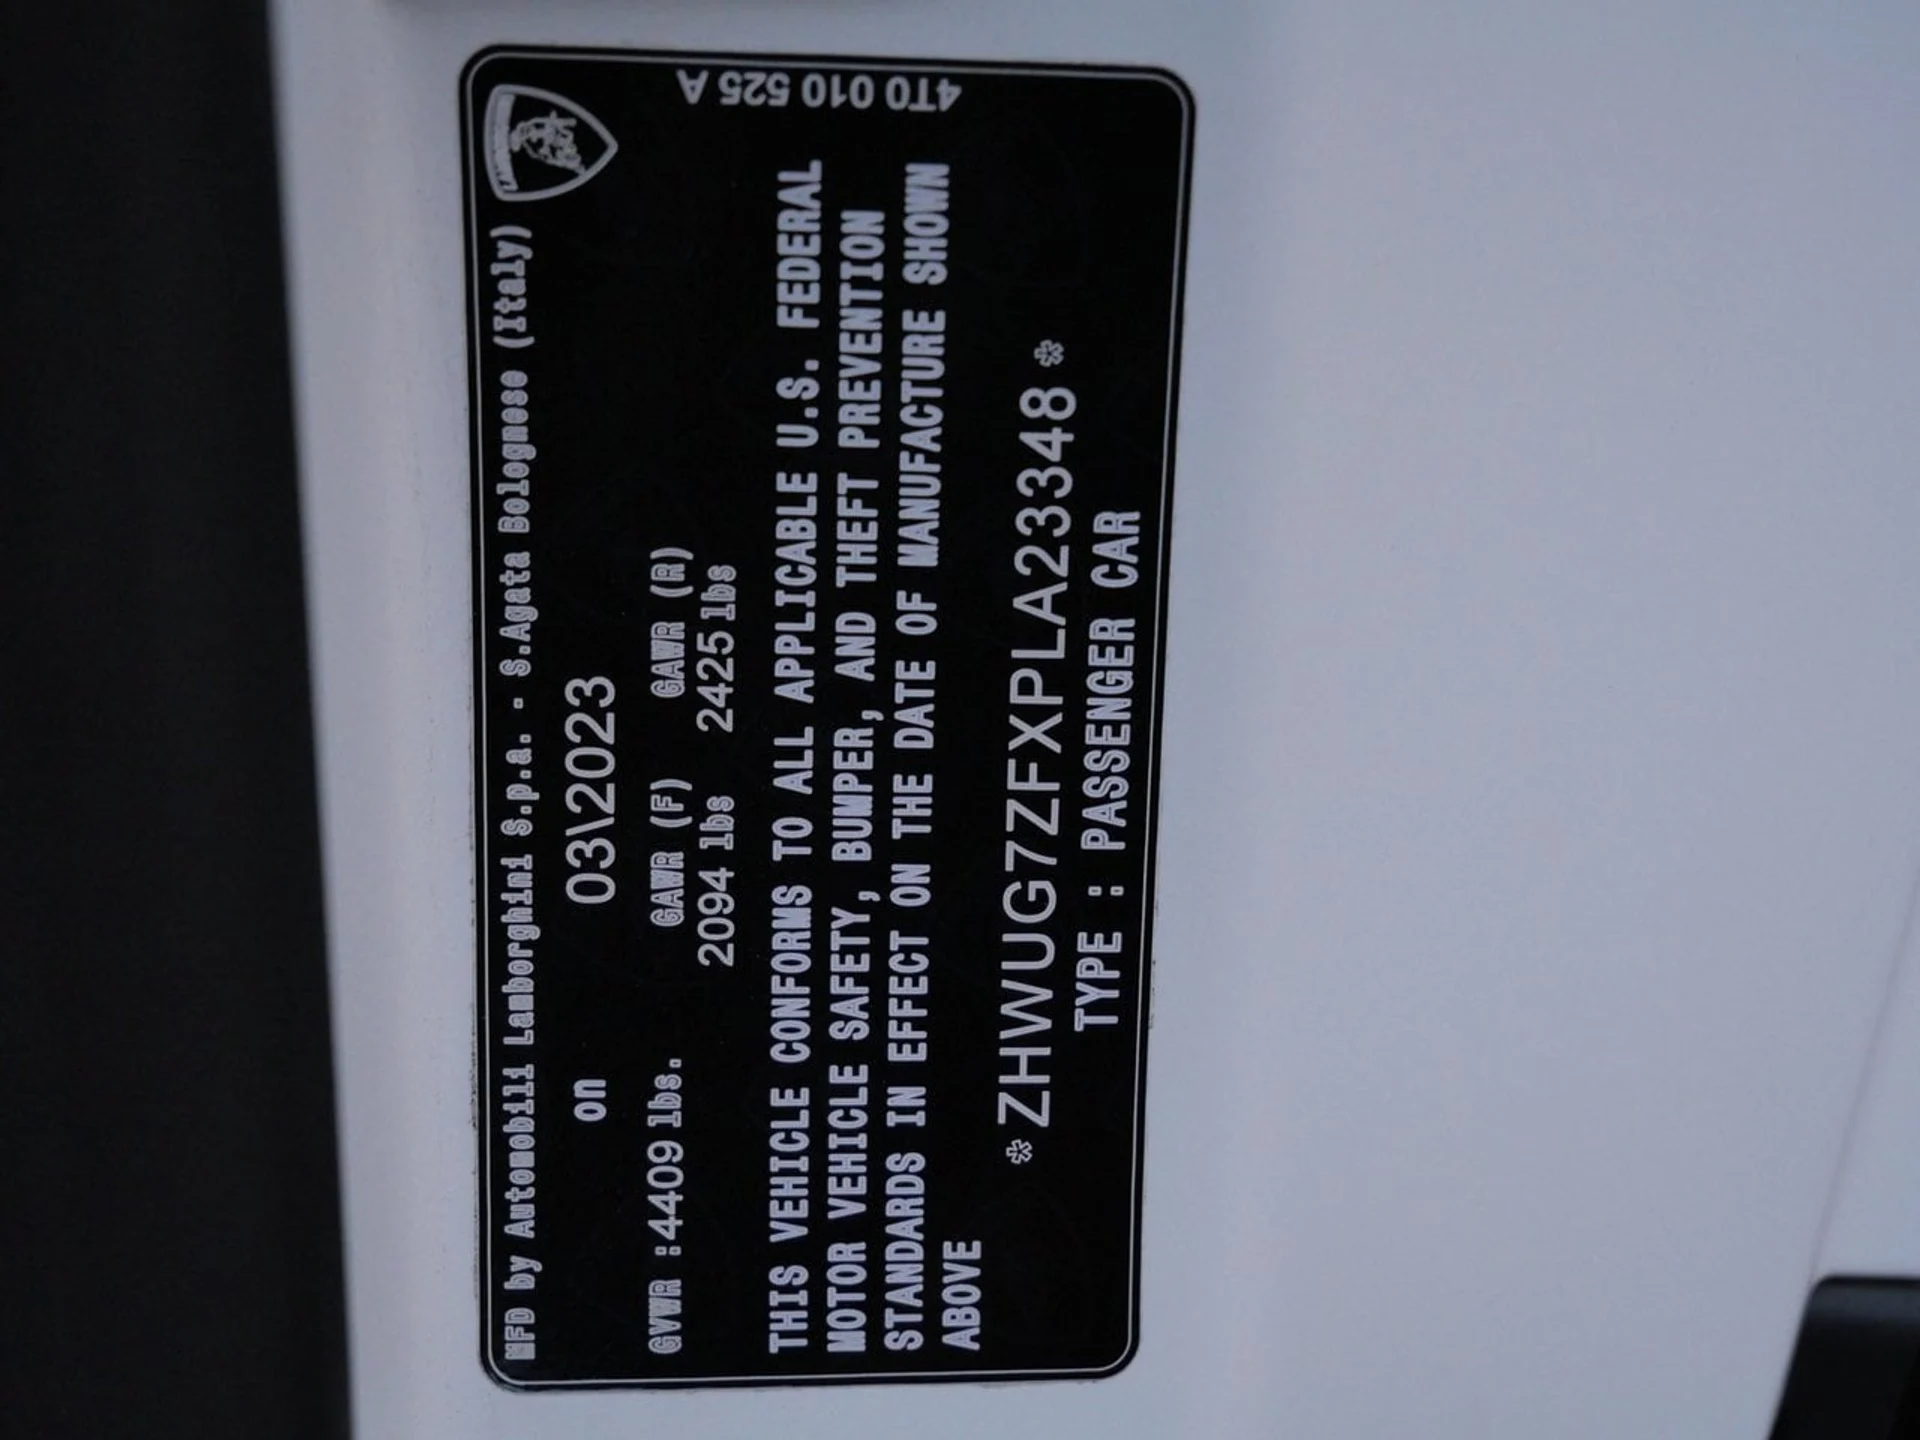 MFD by Automobili Lamborghini S.p.a. - S.Agata Bolognese (Italy)
on 03\2023
GVWR :4409 lbs. GAWR (F) GAWR (R)
2094 lbs 2425 lbs
THIS VEHICLE CONFORMS TO ALL APPLICABLE U.S. FEDERAL
MOTOR VEHICLE SAFETY, BUMPER, AND THEFT PREVENTION
STANDARDS IN EFFECT ON THE DATE OF MANUFACTURE SHOWN
ABOVE
*ZHWUG7ZFXPLA23348*
TYPE : PASSENGER CAR
4T0 010 525 A